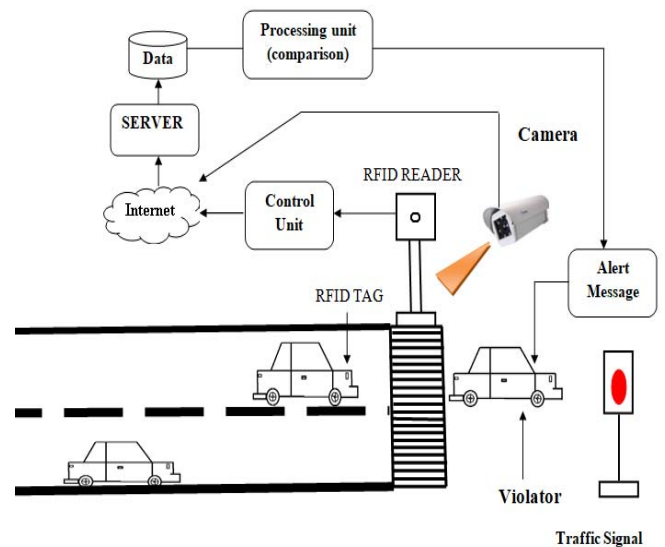 Processing unit
(comparison)
Data
SERVER
Camera
RFID READER
Internet
Control
Unit
Alert
Message
RFID TAG
Violator
Traffic Signal